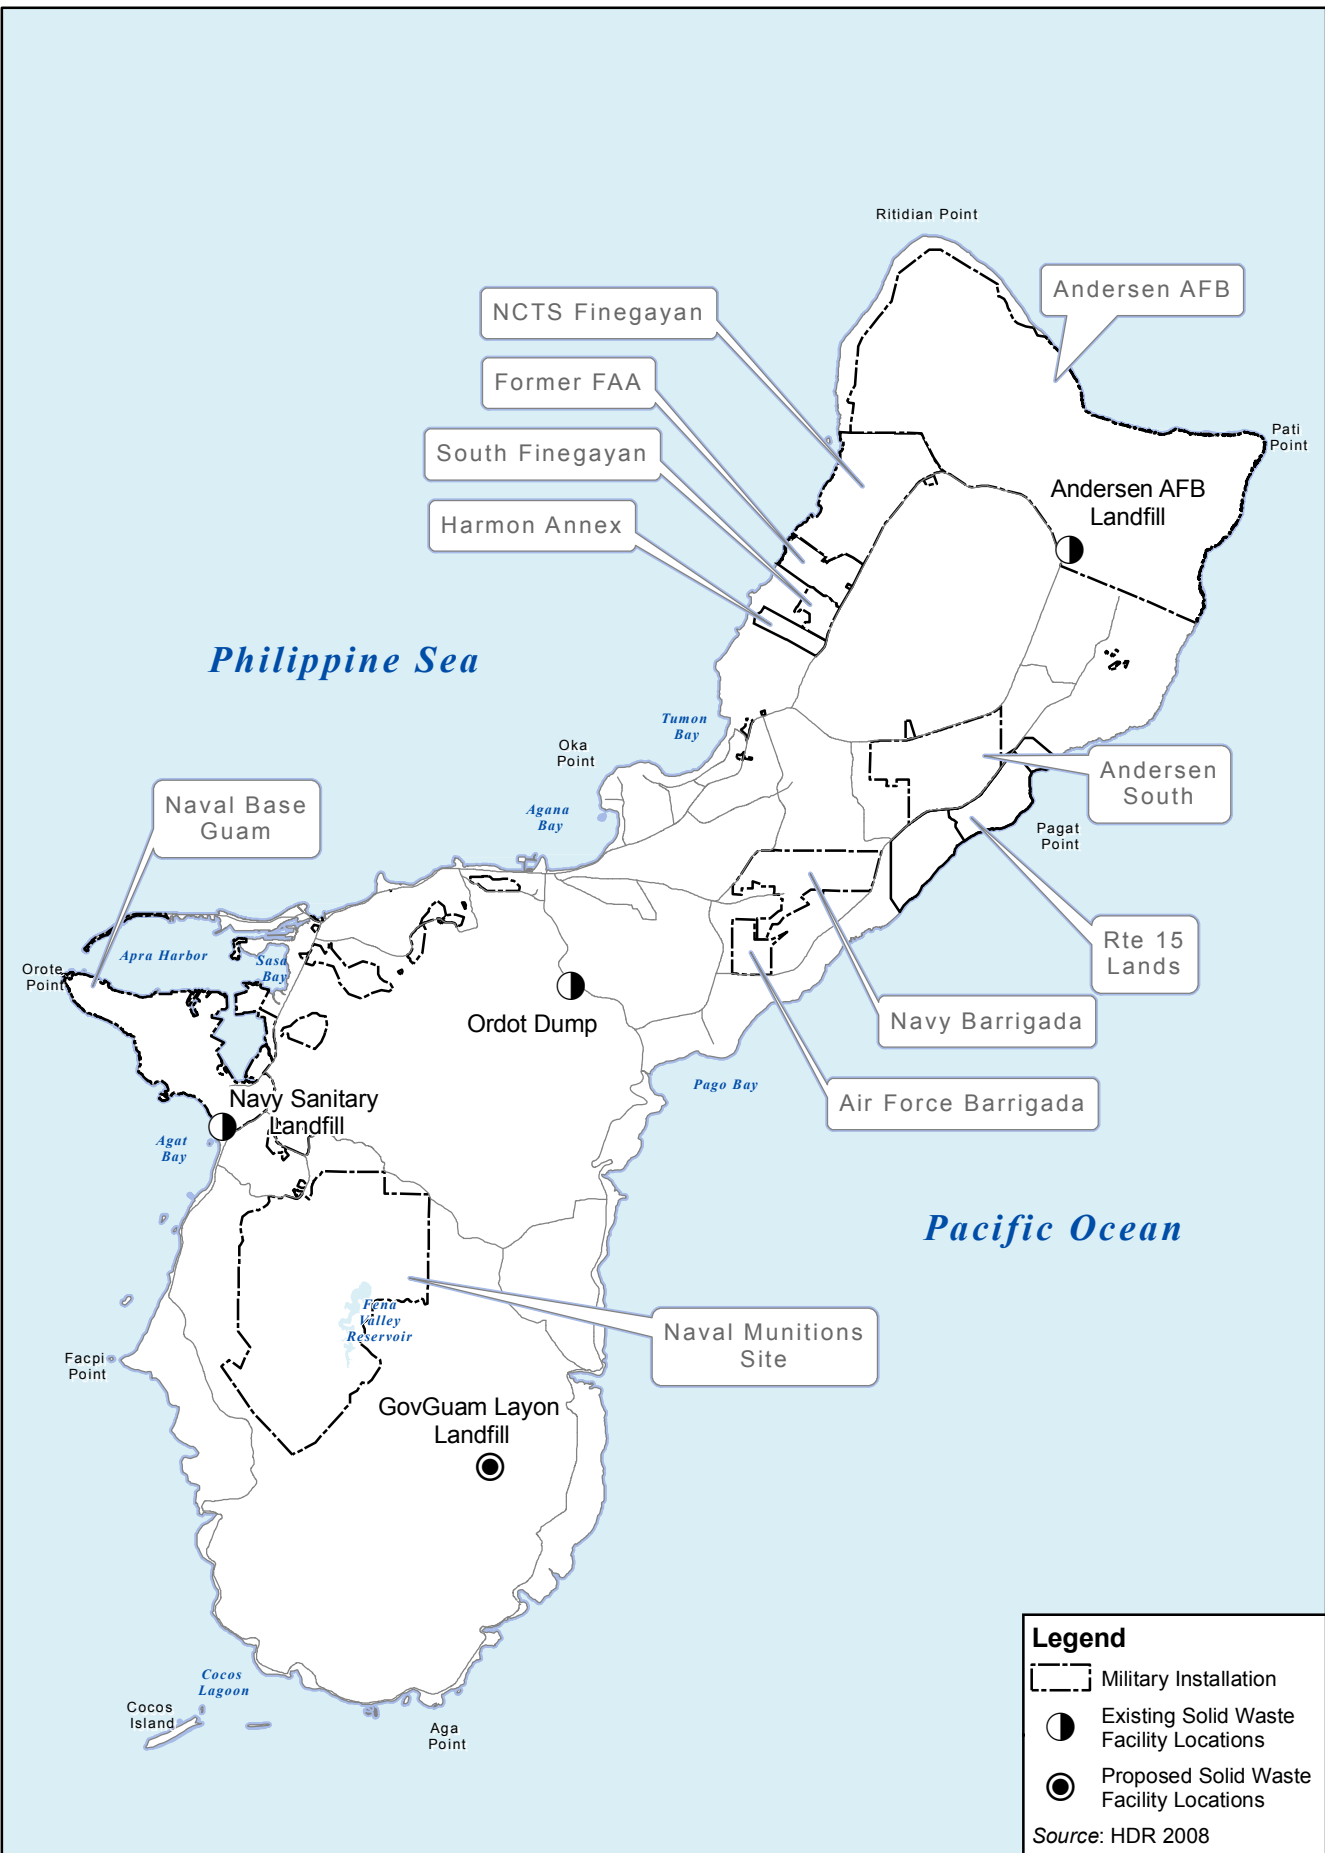 Ritidian Point
Andersen AFB
NCTS Finegayan
Former FAA
South Finegayan
Harmon Annex
Pati
Point
Andersen AFB
Landfill
Philippine Sea
Tumon
Bay
Oka
Point
Andersen
South
Naval Base
Guam
Agana
Bay
Pagat
Point
Rte 15
Lands
Apra Harbor
Sasa
Bay
Orote
Point
Ordot Dump
Navy Barrigada
Pago Bay
Air Force Barrigada
Navy Sanitary
Landfill
Agat
Bay
Pacific Ocean
Fena
Valley
Reservoir
Naval Munitions
Site
Facpi
Point
GovGuam Layon
Landfill
Cocos
Lagoon
Cocos
Island
Aga
Point
Legend
Military Installation
Existing Solid Waste
Facility Locations
Proposed Solid Waste
Facility Locations
Source: HDR 2008